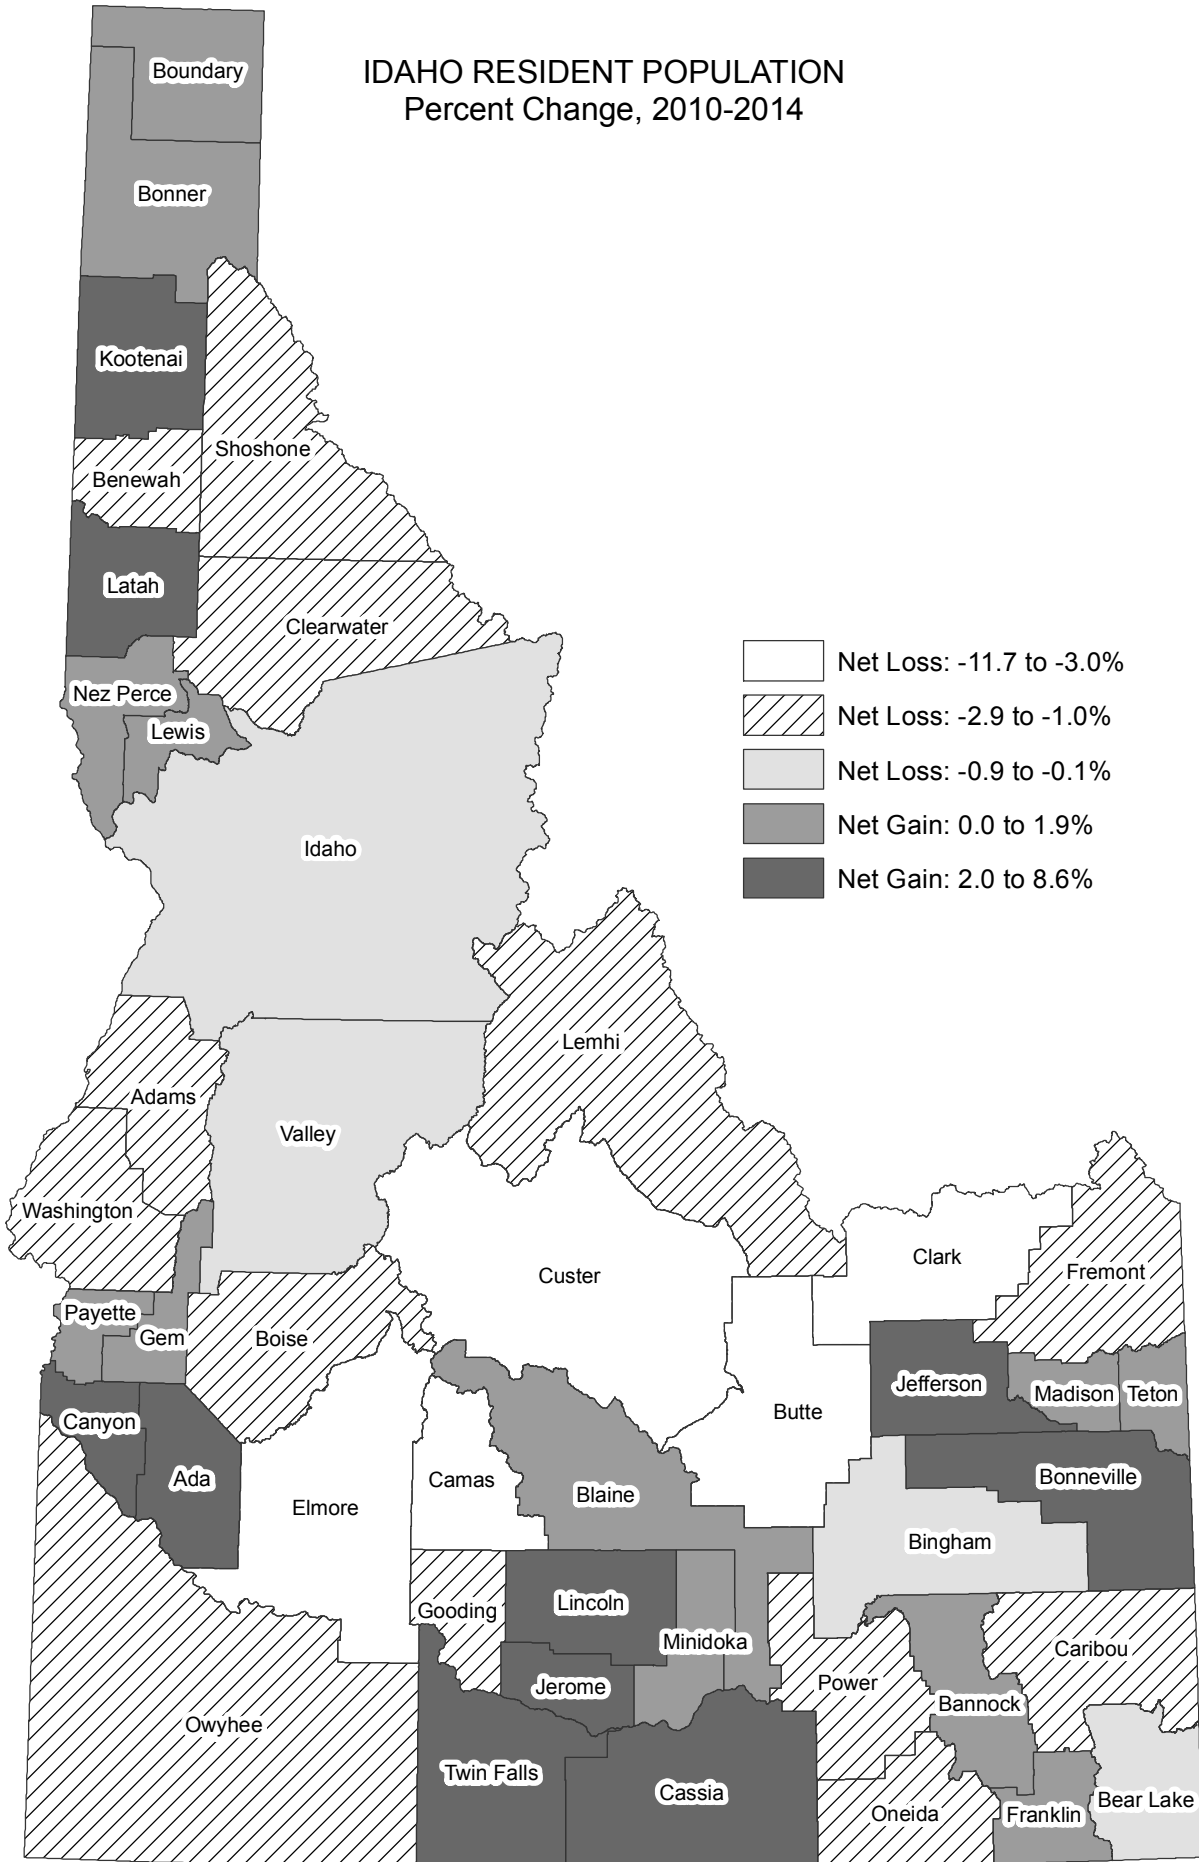 IDAHO RESIDENT POPULATION
Percent Change, 2010-2014
Boundary
Bonner
Kootenai
Shoshone
Benewah
Latah
Clearwater
Net Loss: -11.7 to -3.0%
Net Loss: -2.9 to -1.0%
Net Loss: -0.9 to -0.1%
Net Gain: 0.0 to 1.9%
Net Gain: 2.0 to 8.6%
Nez Perce
Lewis
Idaho
Lemhi
Adams
Valley
Washington
Custer
Clark
Fremont
Payette
Gem
Boise
Jefferson
Madison
Teton
Canyon
Butte
Ada
Camas
Bonneville
Elmore
Blaine
Bingham
Gooding
Lincoln
Minidoka
Caribou
Jerome
Power
Bannock
Owyhee
Twin Falls
Cassia
Oneida
Franklin
Bear Lake